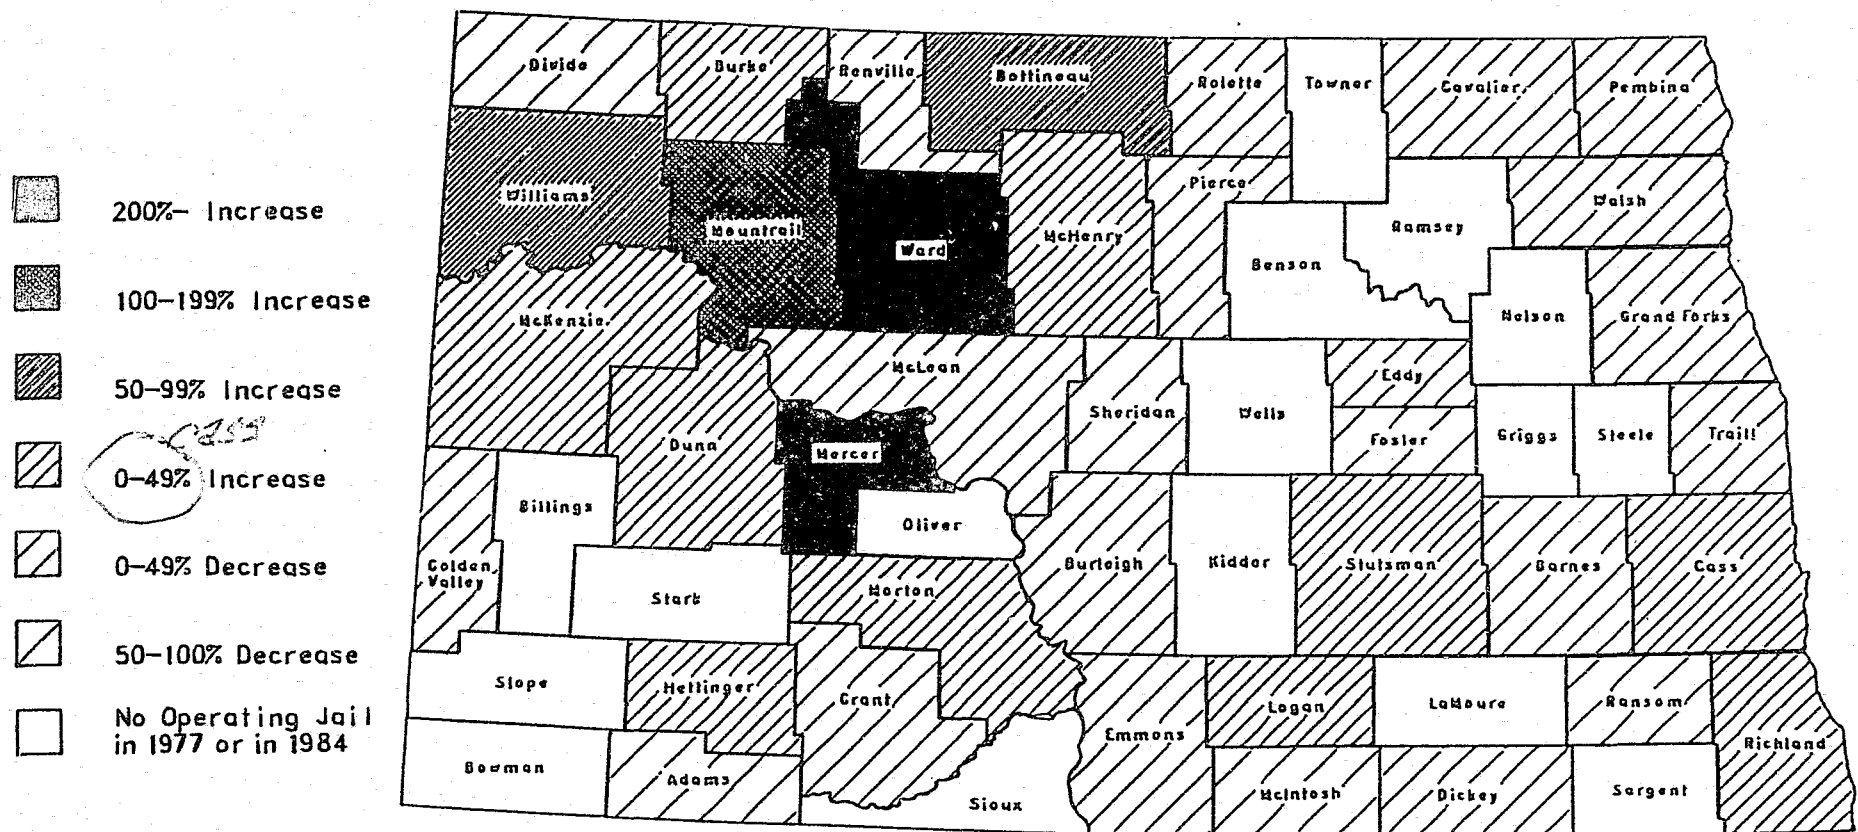 200%- Increase
100-199% Increase
50-99% Increase
Cass
0-49% Increase
0-49% Decrease
50-100% Decrease
No Operating Jail
in 1977 or in 1984
Divide
Burke
Renville
Bottineau
Rolette
Towner
Cavalier
Pembina
Williams
Mountrail
Ward
McHenry
Pierce
Benson
Ramsey
Walsh
McKenzie
McLean
Sheridan
Wells
Eddy
Foster
Nelson
Grand Forks
Griggs
Steele
Traill
Dunn
Mercer
Oliver
Billings
Golden
Valley
Stark
Morton
Burleigh
Kidder
Stutsman
Barnes
Cass
Slope
Hettinger
Grant
Emmons
Logan
LaMoure
Ransom
Richland
Bowman
Adams
Sioux
McIntosh
Dickey
Sargent